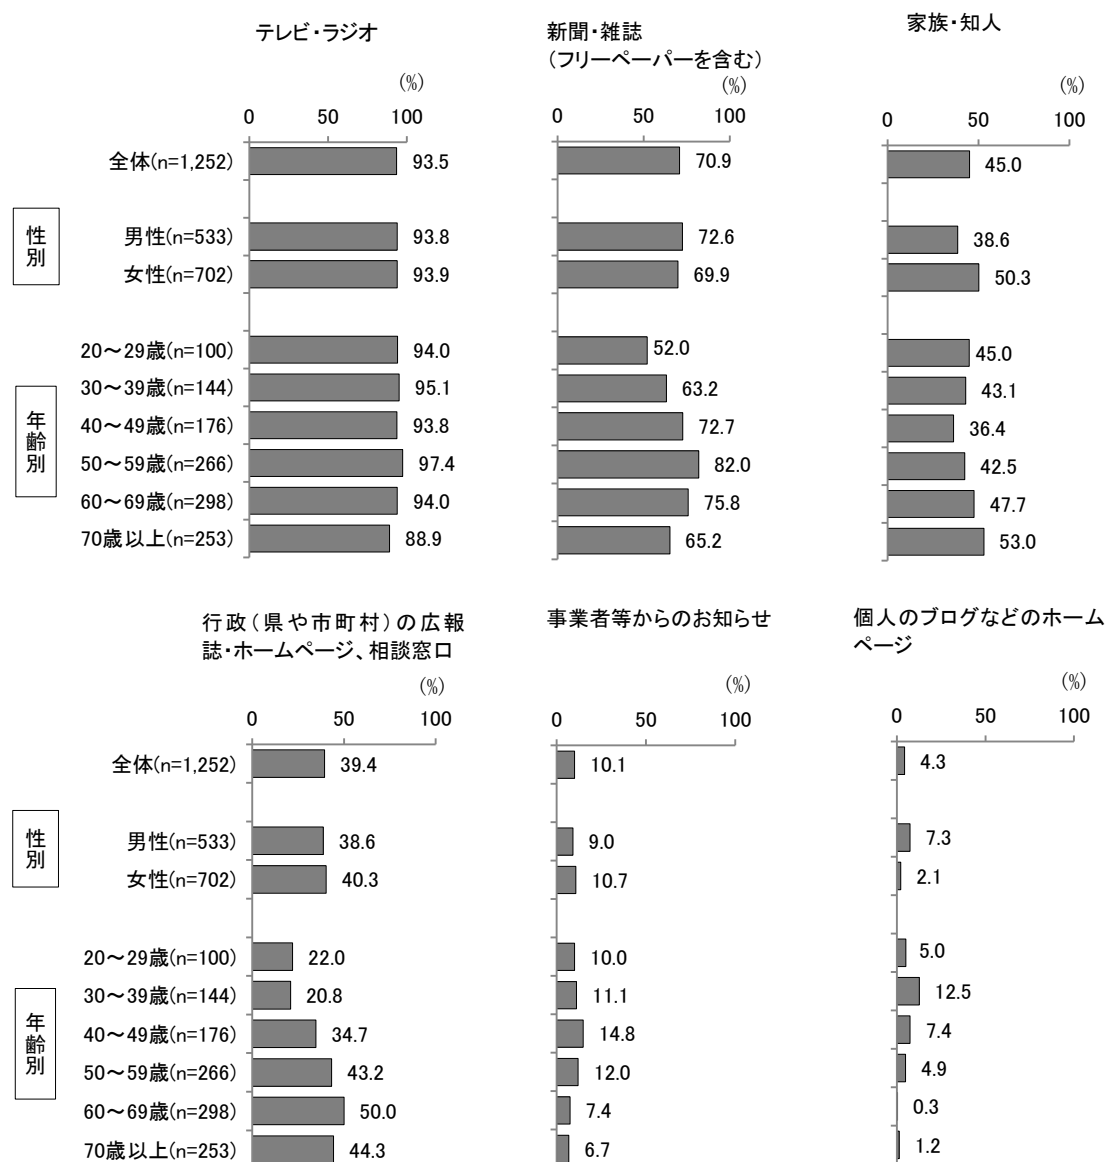 テレビ・ラジオ
(%)
0 50 100
全体(n=1,252) 93.5
性別
男性(n=533) 93.8
女性(n=702) 93.9
年齢別
20～29歳(n=100) 94.0
30～39歳(n=144) 95.1
40～49歳(n=176) 93.8
50～59歳(n=266) 97.4
60～69歳(n=298) 94.0
70歳以上(n=253) 88.9
新聞・雑誌
（フリーペーパーを含む）
(%)
0 50 100
70.9
72.6
69.9
52.0
63.2
72.7
82.0
75.8
65.2
家族・知人
(%)
0 50 100
45.0
38.6
50.3
45.0
43.1
36.4
42.5
47.7
53.0
行政（県や市町村）の広報
誌・ホームページ、相談窓口
(%)
0 50 100
全体(n=1,252) 39.4
性別
男性(n=533) 38.6
女性(n=702) 40.3
年齢別
20～29歳(n=100) 22.0
30～39歳(n=144) 20.8
40～49歳(n=176) 34.7
50～59歳(n=266) 43.2
60～69歳(n=298) 50.0
70歳以上(n=253) 44.3
事業者等からのお知らせ
(%)
0 50 100
10.1
9.0
10.7
10.0
11.1
14.8
12.0
7.4
6.7
個人のブログなどのホーム
ページ
(%)
0 50 100
4.3
7.3
2.1
5.0
12.5
7.4
4.9
0.3
1.2